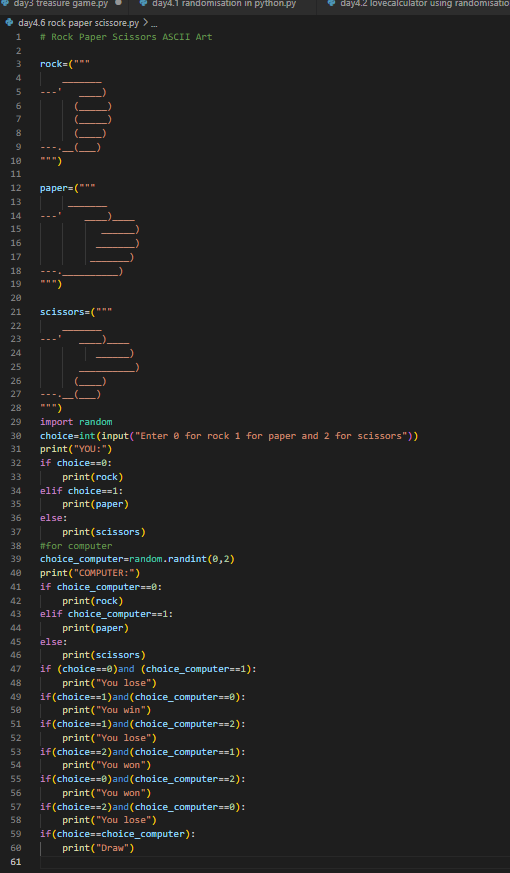 day3 treasure game.py    day4.1 randomisation in python.py    day4.2 lovecalculator using randomisatio
day4.6 rock paper scissore.py > ...
1 # Rock Paper Scissors ASCII Art
2
3 rock=("""
4     _______
5 ---'   ____)
6       (_____)
7       (_____)
8       (____)
9 ---.__(___)
10 """)
11
12 paper=("""
13      _______
14 ---'    ____)____
15            ______)
16           _______)
17          _______)
18 ---.__________)
19 """)
20
21 scissors=("""
22     _______
23 ---'   ____)____
24           ______)
25        __________)
26       (____)
27 ---.__(___)
28 """)
29 import random
30 choice=int(input("Enter 0 for rock 1 for paper and 2 for scissors"))
31 print("YOU:")
32 if choice==0:
33     print(rock)
34 elif choice==1:
35     print(paper)
36 else:
37     print(scissors)
38 #for computer
39 choice_computer=random.randint(0,2)
40 print("COMPUTER:")
41 if choice_computer==0:
42     print(rock)
43 elif choice_computer==1:
44     print(paper)
45 else:
46     print(scissors)
47 if (choice==0)and (choice_computer==1):
48     print("You lose")
49 if(choice==1)and(choice_computer==0):
50     print("You win")
51 if(choice==1)and(choice_computer==2):
52     print("You lose")
53 if(choice==2)and(choice_computer==1):
54     print("You won")
55 if(choice==0)and(choice_computer==2):
56     print("You won")
57 if(choice==2)and(choice_computer==0):
58     print("You lose")
59 if(choice==choice_computer):
60     print("Draw")
61